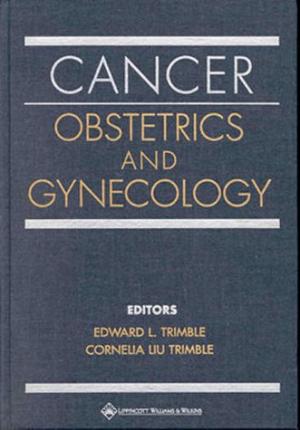 CANCER
OBSTETRICS
AND
GYNECOLOGY
EDITORS
EDWARD L. TRIMBLE
CORNELIA LIU TRIMBLE
LIPPINCOTT WILLIAMS & WILKINS